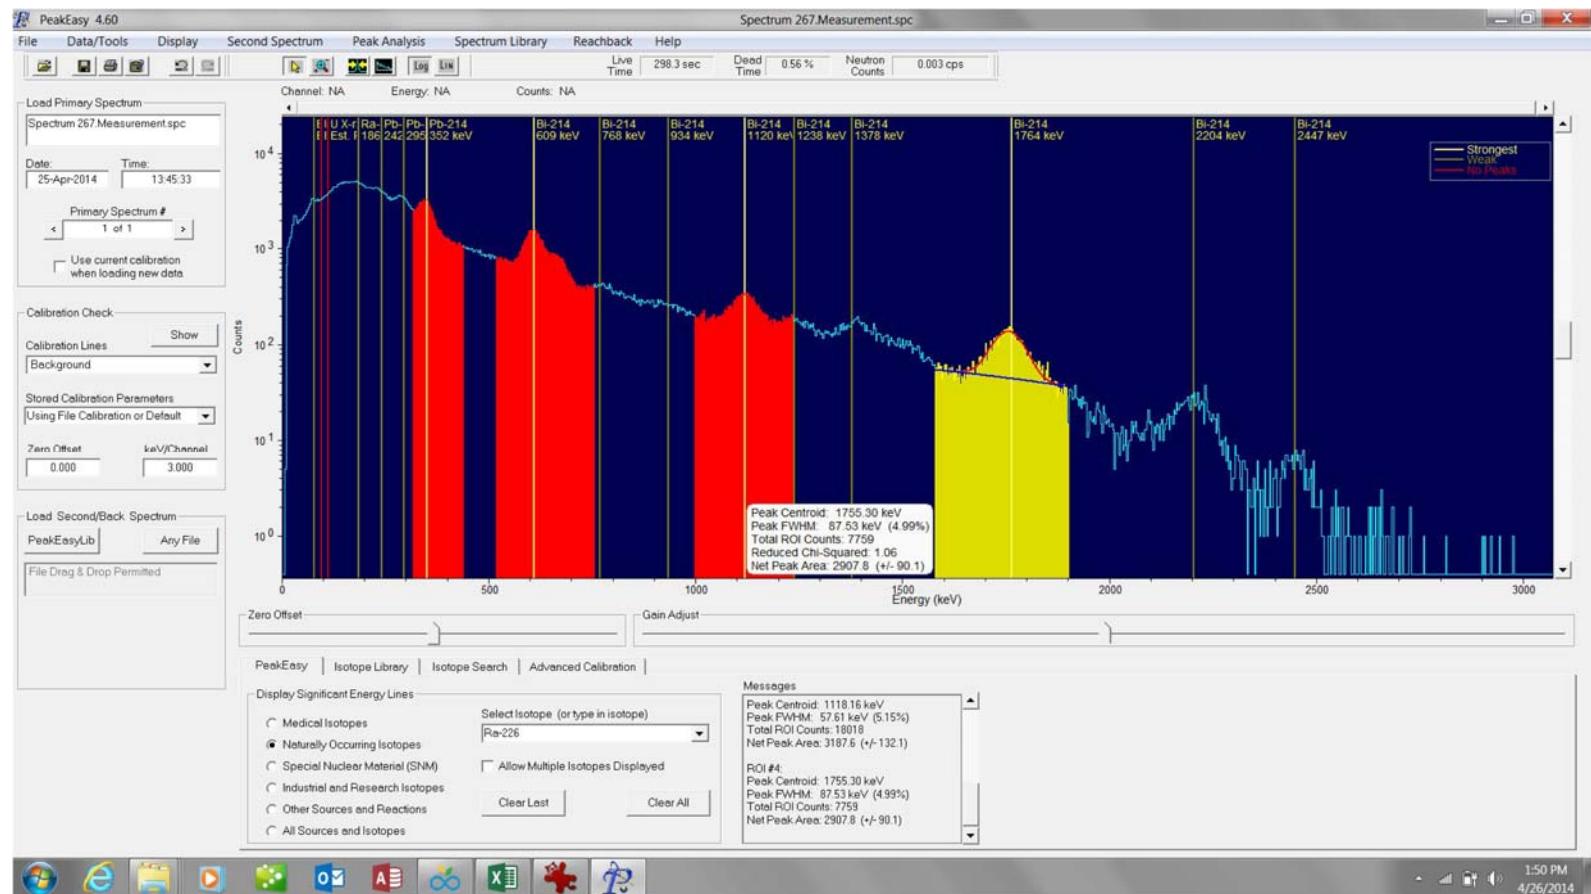 PeakEasy 4.60
Spectrum 267.Measurement.spc
File Data/Tools Display Second Spectrum Peak Analysis Spectrum Library Reachback Help
Log LIN Live Time 298.3 sec Dead Time 0.56 % Neutron Counts 0.003 cps
Channel: NA Energy: NA Counts: NA
Load Primary Spectrum
Spectrum 267.Measurement.spc
Date: Time:
25-Apr-2014 13:45:33
Primary Spectrum #
< 1 of 1 >
Use current calibration
when loading new data
Calibration Check
Show
Calibration Lines
Background
Stored Calibration Parameters
Using File Calibration or Default
Zero Offset keV/Channel
0.000 3.000
Load Second/Back Spectrum
PeakEasyLib Any File
File Drag & Drop Permitted
U X-r Ra- Pb- Pb- Pb-214 Bi-214 Bi-214 Bi-214 Bi-214 Bi-214 Bi-214 Bi-214 Bi-214 Bi-214
Est. F 186 242 295 352 keV 609 keV 768 keV 934 keV 1120 keV 1238 keV 1378 keV 1764 keV 2204 keV 2447 keV
Strongest
Weak
No Peaks
10 4
10 3
10 2
10 1
10 0
Counts
Peak Centroid: 1755.30 keV
Peak FWHM: 87.53 keV (4.99%)
Total ROI Counts: 7759
Reduced Chi-Squared: 1.06
Net Peak Area: 2907.8 (+/- 90.1)
0 500 1000 1500 2000 2500 3000
Energy (keV)
Zero Offset Gain Adjust
PeakEasy Isotope Library Isotope Search Advanced Calibration
Display Significant Energy Lines
Medical Isotopes
Naturally Occurring Isotopes
Special Nuclear Material (SNM)
Industrial and Research Isotopes
Other Sources and Reactions
All Sources and Isotopes
Select Isotope (or type in isotope)
Ra-226
Allow Multiple Isotopes Displayed
Clear Last Clear All
Messages
Peak Centroid: 1118.16 keV
Peak FWHM: 57.61 keV (5.15%)
Total ROI Counts: 18018
Net Peak Area: 3187.6 (+/- 132.1)
ROI #4:
Peak Centroid: 1755.30 keV
Peak FWHM: 87.53 keV (4.99%)
Total ROI Counts: 7759
Net Peak Area: 2907.8 (+/- 90.1)
1:50 PM
4/26/2014